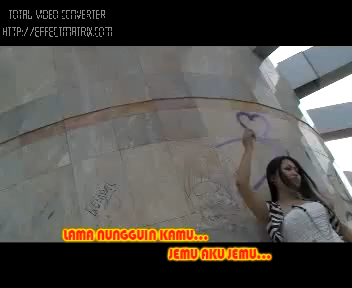 TOTAL VIDEO CONVERTER
HTTP://EFFECTMATRIX.COM
LAMA NUNGGUIN KAMU...
JEMU AKU JEMU...